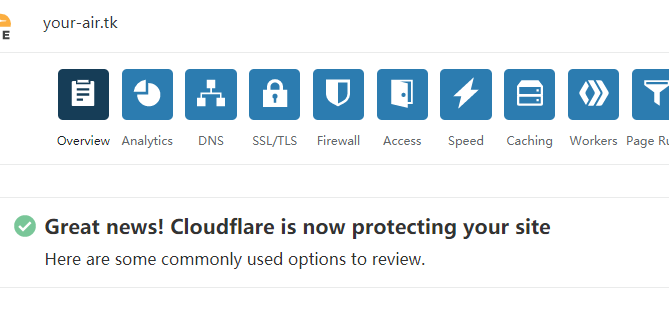 E
your-air.tk
Overview Analytics DNS SSL/TLS Firewall Access Speed Caching Workers Page Ru
Great news! Cloudflare is now protecting your site
Here are some commonly used options to review.